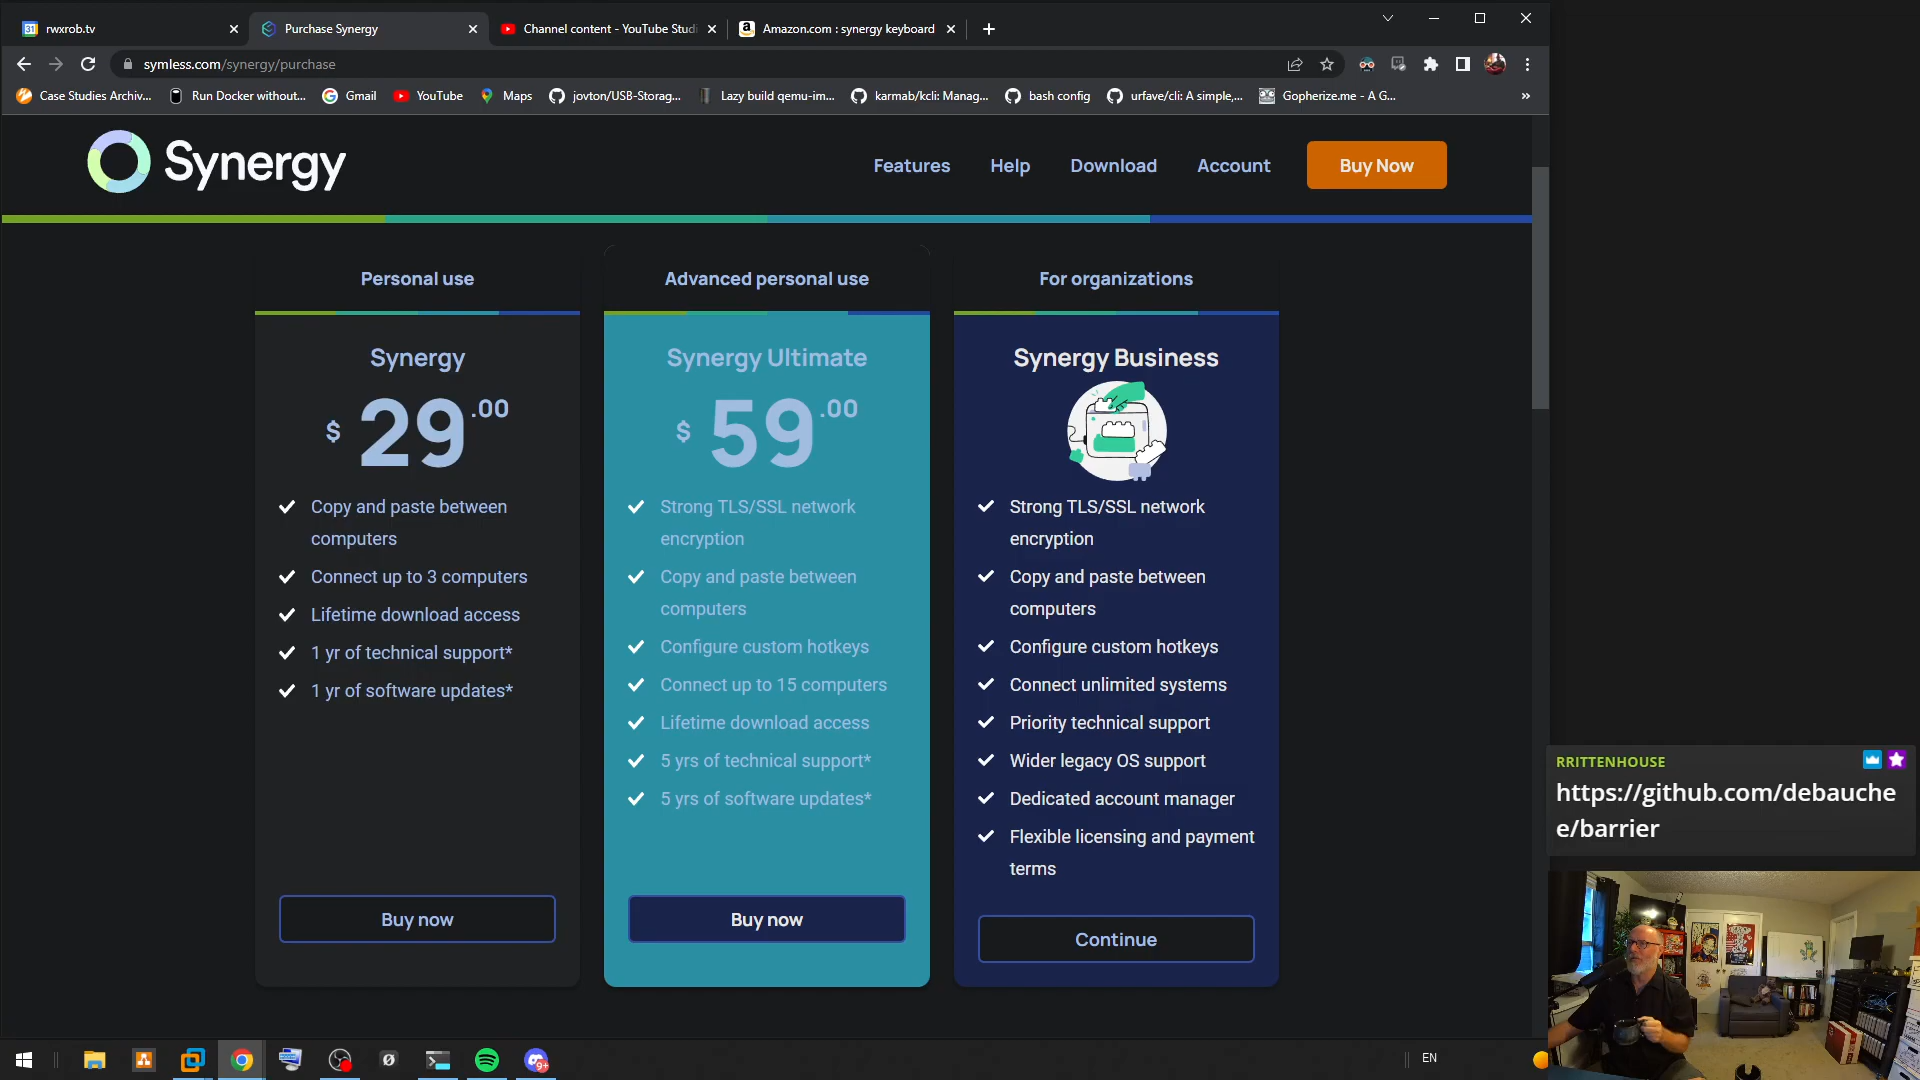 rwxrob.tv
Purchase Synergy
Channel content - YouTube Studi
Amazon.com : synergy keyboard
symless.com/synergy/purchase
Case Studies Archiv...
Run Docker without...
Gmail
YouTube
Maps
jovton/USB-Storag...
Lazy build qemu-im...
karmab/kcli: Manag...
bash config
urfave/cli: A simple,...
Gopherize.me - A G...
»
Synergy
Features
Help
Download
Account
Buy Now
Personal use
Synergy
$ 29.00
Copy and paste between
computers
Connect up to 3 computers
Lifetime download access
1 yr of technical support*
1 yr of software updates*
Buy now
Advanced personal use
Synergy Ultimate
$ 59.00
Strong TLS/SSL network
encryption
Copy and paste between
computers
Configure custom hotkeys
Connect up to 15 computers
Lifetime download access
5 yrs of technical support*
5 yrs of software updates*
Buy now
For organizations
Synergy Business
Strong TLS/SSL network
encryption
Copy and paste between
computers
Configure custom hotkeys
Connect unlimited systems
Priority technical support
Wider legacy OS support
Dedicated account manager
Flexible licensing and payment
terms
Continue
RRITTENHOUSE
https://github.com/debauche
e/barrier
9+
EN